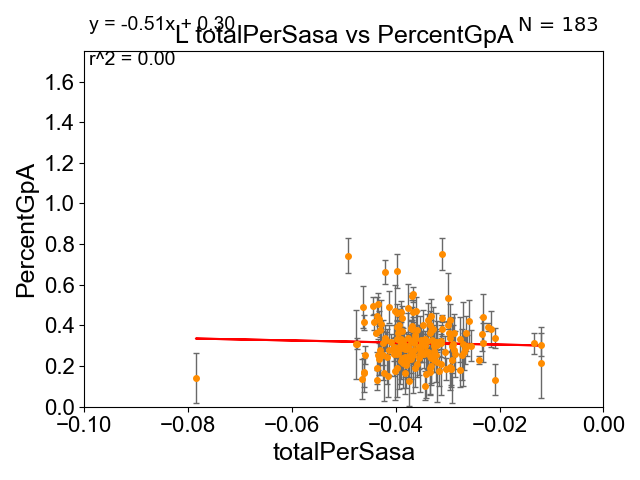 y = -0.51x + 0.30
N = 183
L totalPerSasa vs PercentGpA
r^2 = 0.00
PercentGpA
1.6
1.4
1.2
1.0
0.8
0.6
0.4
0.2
0.0
−0.10 −0.08 −0.06 −0.04 −0.02 0.00
totalPerSasa